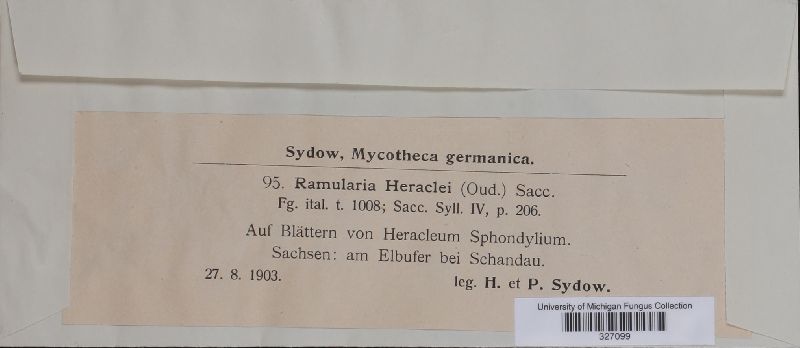 Sydow, Mycotheca germanica.
95. Ramularia Heraclei (Oud.) Sacc.
Fg. ital. t. 1008; Sacc. Syll. IV, p. 206.
Auf Blättern von Heracleum Sphondylium.
Sachsen: am Elbufer bei Schandau.
27. 8. 1903. leg. H. et P. Sydow.
University of Michigan Fungus Collection
327099